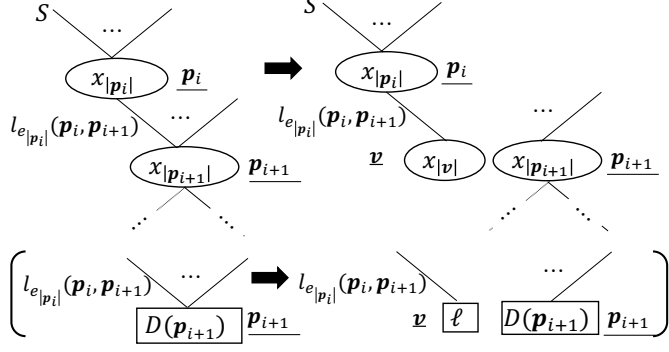 S ... S ...
x_{|p_i|} p_i x_{|p_i|} p_i
l_{e_{|p_i|}}(p_i, p_{i+1}) ... l_{e_{|p_i|}}(p_i, p_{i+1}) ...
x_{|p_{i+1}|} p_{i+1} v x_{|v|} x_{|p_{i+1}|} p_{i+1}
... ... ... ...
l_{e_{|p_i|}}(p_i, p_{i+1}) ... l_{e_{|p_i|}}(p_i, p_{i+1}) ...
D(p_{i+1}) p_{i+1} v ℓ D(p_{i+1}) p_{i+1}